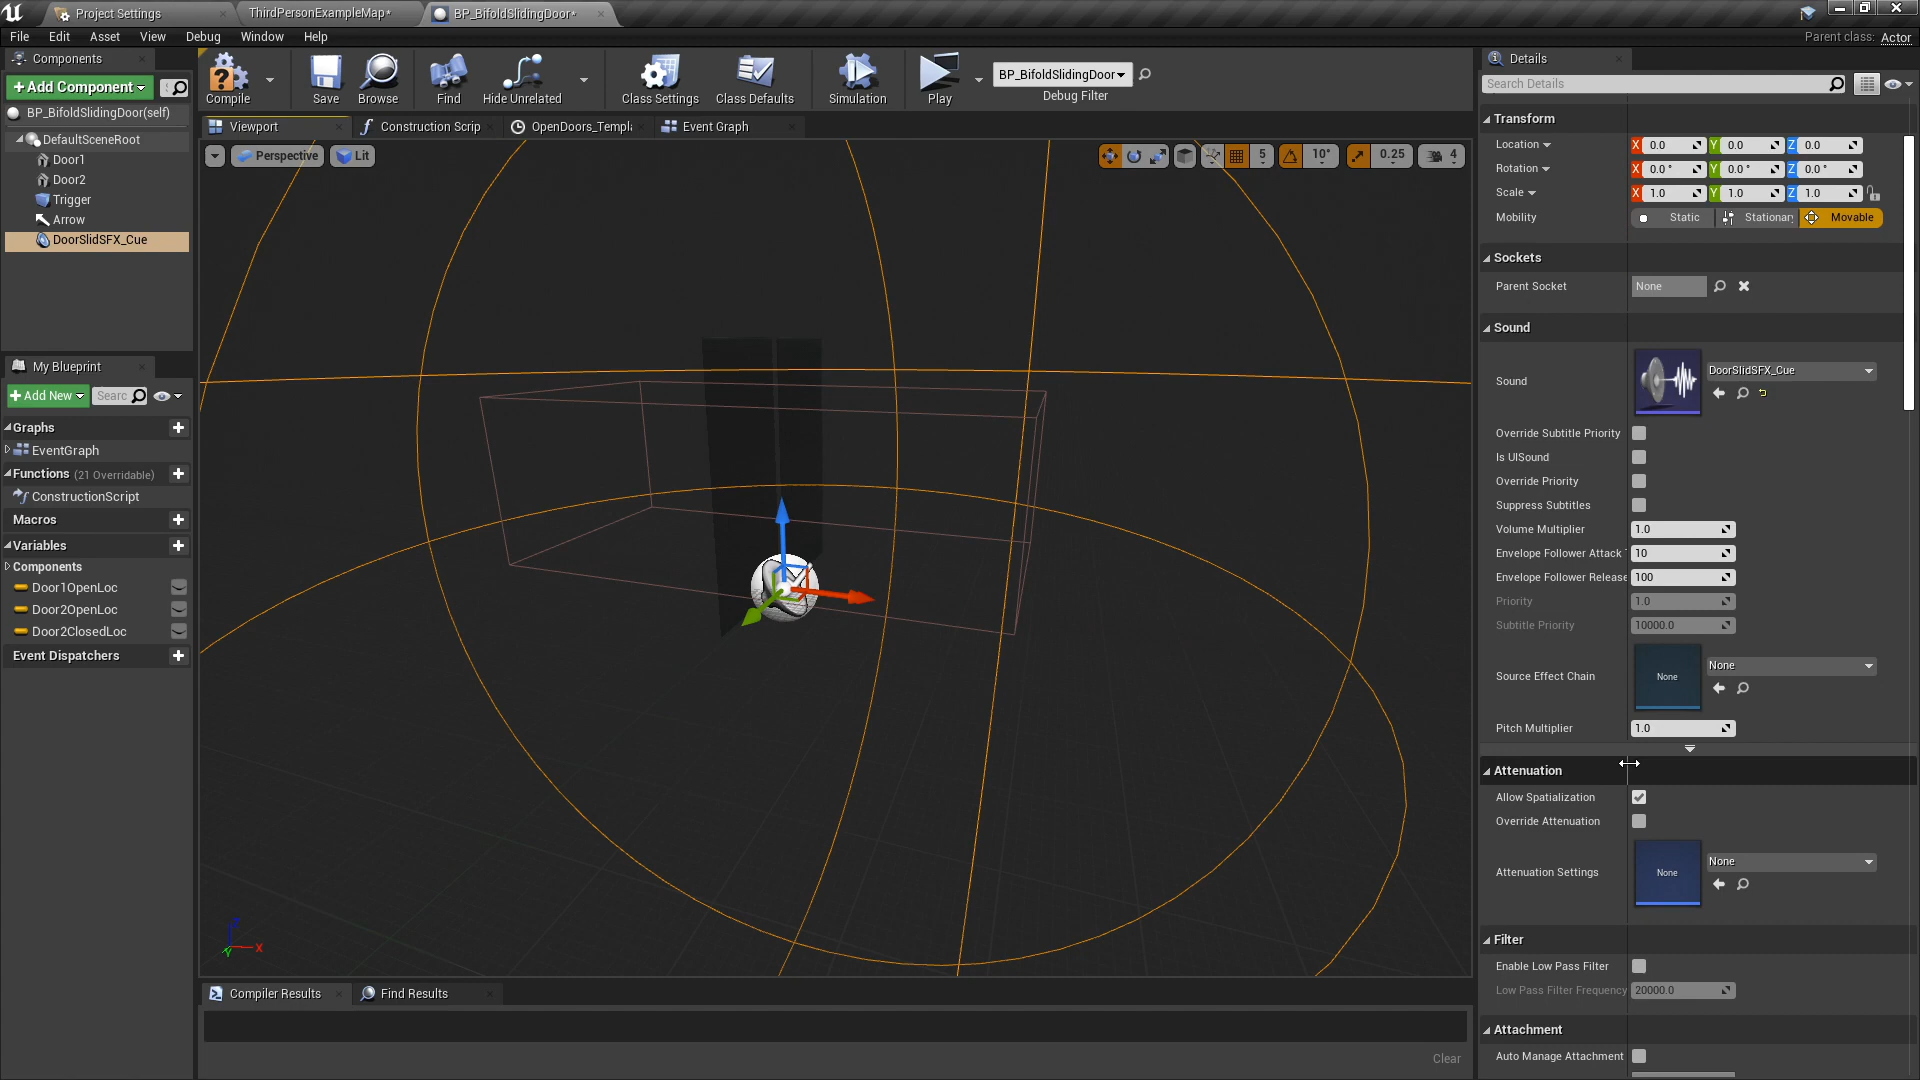 Project Settings
ThirdPersonExampleMap*
BP_BifoldSlidingDoor*
File Edit Asset View Debug Window Help
Parent class: Actor
Components
+Add Component
BP_BifoldSlidingDoor(self)
DefaultSceneRoot
Door1
Door2
Trigger
Arrow
DoorSlidSFX_Cue
Compile
Save
Browse
Find
Hide Unrelated
Class Settings
Class Defaults
Simulation
Play
BP_BifoldSlidingDoor
Debug Filter
Viewport
Construction Scrip
OpenDoors_Templ
Event Graph
Perspective
Lit
5
10°
0.25
4
X
Y
My Blueprint
+Add New
Searc
Graphs
EventGraph
Functions (21 Overridable)
ConstructionScript
Macros
Variables
Components
Door1OpenLoc
Door2OpenLoc
Door2ClosedLoc
Event Dispatchers
Compiler Results
Find Results
Clear
Details
Search Details
Transform
Location X 0.0 Y 0.0 Z 0.0
Rotation X 0.0 ° Y 0.0 ° Z 0.0 °
Scale X 1.0 Y 1.0 Z 1.0
Mobility Static Stationar Movable
Sockets
Parent Socket None
Sound
Sound DoorSlidSFX_Cue
Override Subtitle Priority
Is UISound
Override Priority
Suppress Subtitles
Volume Multiplier 1.0
Envelope Follower Attack 10
Envelope Follower Release 100
Priority 1.0
Subtitle Priority 10000.0
Source Effect Chain None None
Pitch Multiplier 1.0
Attenuation
Allow Spatialization
Override Attenuation
Attenuation Settings None None
Filter
Enable Low Pass Filter
Low Pass Filter Frequency 20000.0
Attachment
Auto Manage Attachment